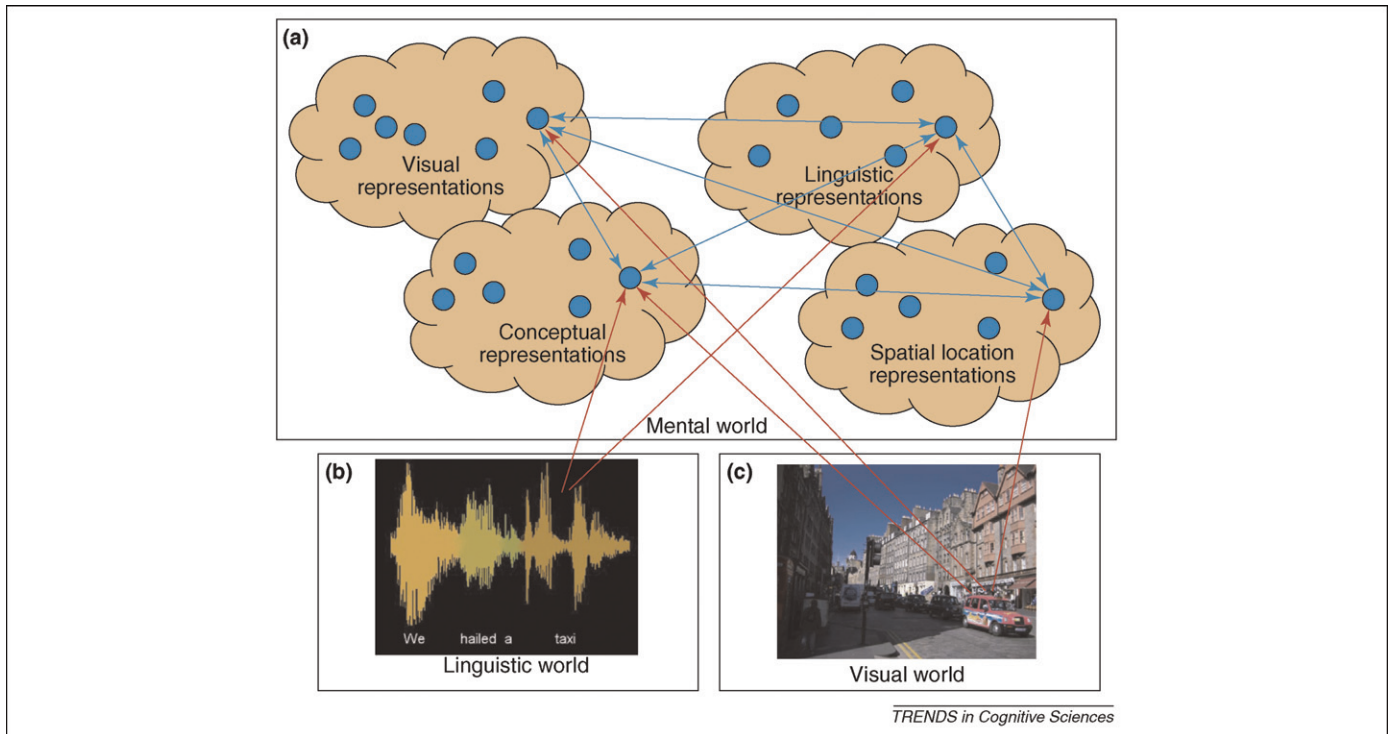 (a)
Visual
representations
Linguistic
representations
Conceptual
representations
Spatial location
representations
Mental world
(b)
We hailed a taxi
Linguistic world
(c)
Visual world
TRENDS in Cognitive Sciences